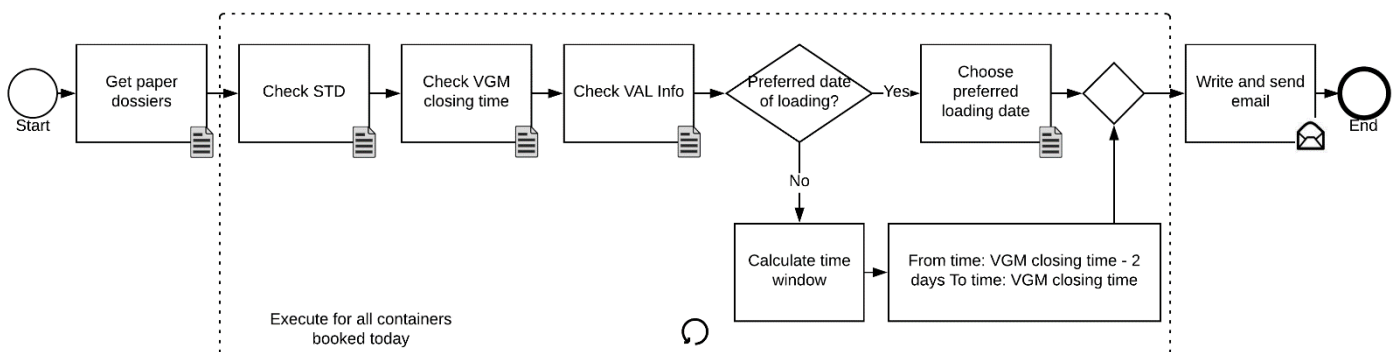 Start
Get paper
dossiers
Check STD
Check VGM
closing time
Check VAL Info
Preferred date
of loading?
Yes
Choose
preferred
loading date
Write and send
email
End
No
Calculate time
window
From time: VGM closing time - 2
days To time: VGM closing time
Execute for all containers
booked today